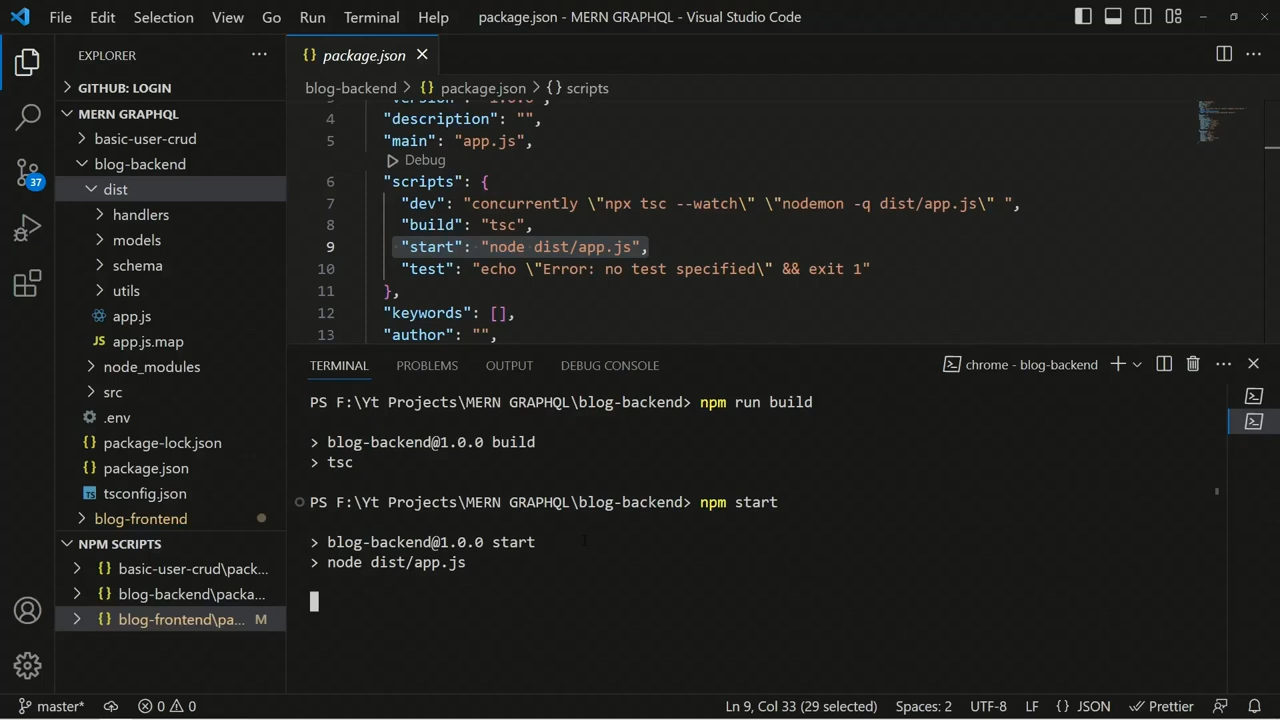 File Edit Selection View Go Run Terminal Help package.json - MERN GRAPHQL - Visual Studio Code
EXPLORER
GITHUB: LOGIN
MERN GRAPHQL
basic-user-crud
blog-backend
dist
handlers
models
schema
utils
app.js
JS app.js.map
node_modules
src
.env
{} package-lock.json
{} package.json
TS tsconfig.json
blog-frontend
NPM SCRIPTS
{} basic-user-crud\pack...
{} blog-backend\packa...
{} blog-frontend\pa... M
37
{} package.json
blog-backend > {} package.json > {} scripts
3 "version": "1.0.0",
4 "description": "",
5 "main": "app.js",
Debug
6 "scripts": {
7 "dev": "concurrently \"npx tsc --watch\" \"nodemon -q dist/app.js\" ",
8 "build": "tsc",
9 "start": "node dist/app.js",
10 "test": "echo \"Error: no test specified\" && exit 1"
11 },
12 "keywords": [],
13 "author": "",
TERMINAL PROBLEMS OUTPUT DEBUG CONSOLE chrome - blog-backend
PS F:\Yt Projects\MERN GRAPHQL\blog-backend> npm run build
> blog-backend@1.0.0 build
> tsc
PS F:\Yt Projects\MERN GRAPHQL\blog-backend> npm start
> blog-backend@1.0.0 start
> node dist/app.js
master* 0 0 Ln 9, Col 33 (29 selected) Spaces: 2 UTF-8 LF {} JSON Prettier